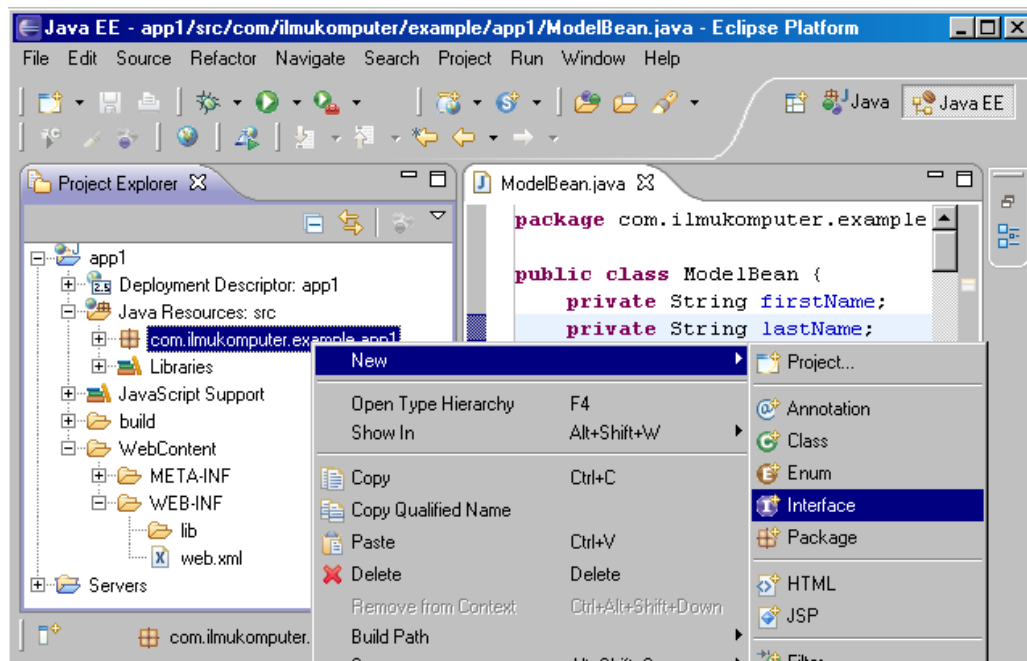 Java EE - app1/src/com/ilmukomputer/example/app1/ModelBean.java - Eclipse Platform
File Edit Source Refactor Navigate Search Project Run Window Help
Java Java EE
Project Explorer
ModelBean.java
package com.ilmukomputer.example
public class ModelBean {
private String firstName;
private String lastName;
app1
Deployment Descriptor: app1
Java Resources: src
com.ilmukomputer.example.app1
Libraries
JavaScript Support
build
WebContent
META-INF
WEB-INF
lib
web.xml
Servers
com.ilmukomputer.
New
Open Type Hierarchy F4
Show In Alt+Shift+W
Copy Ctrl+C
Copy Qualified Name
Paste Ctrl+V
Delete Delete
Remove from Context Ctrl+Alt+Shift+Down
Build Path
Project...
Annotation
Class
Enum
Interface
Package
HTML
JSP
Filter